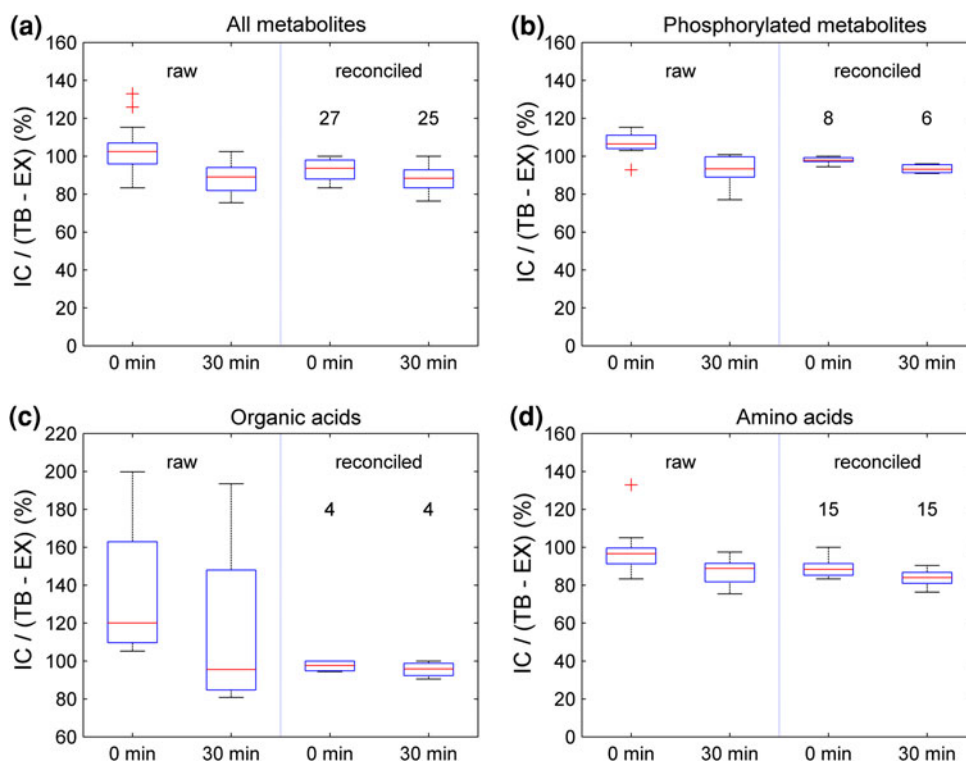 (a) All metabolites
IC / (TB - EX) (%)
160
140
120
100
80
60
40
20
0
raw
reconciled
27 25
0 min 30 min 0 min 30 min
(b) Phosphorylated metabolites
IC / (TB - EX) (%)
160
140
120
100
80
60
40
20
0
raw
reconciled
8 6
0 min 30 min 0 min 30 min
(c) Organic acids
IC / (TB - EX) (%)
220
200
180
160
140
120
100
80
60
raw
reconciled
4 4
0 min 30 min 0 min 30 min
(d) Amino acids
IC / (TB - EX) (%)
160
140
120
100
80
60
40
20
0
raw
reconciled
15 15
0 min 30 min 0 min 30 min